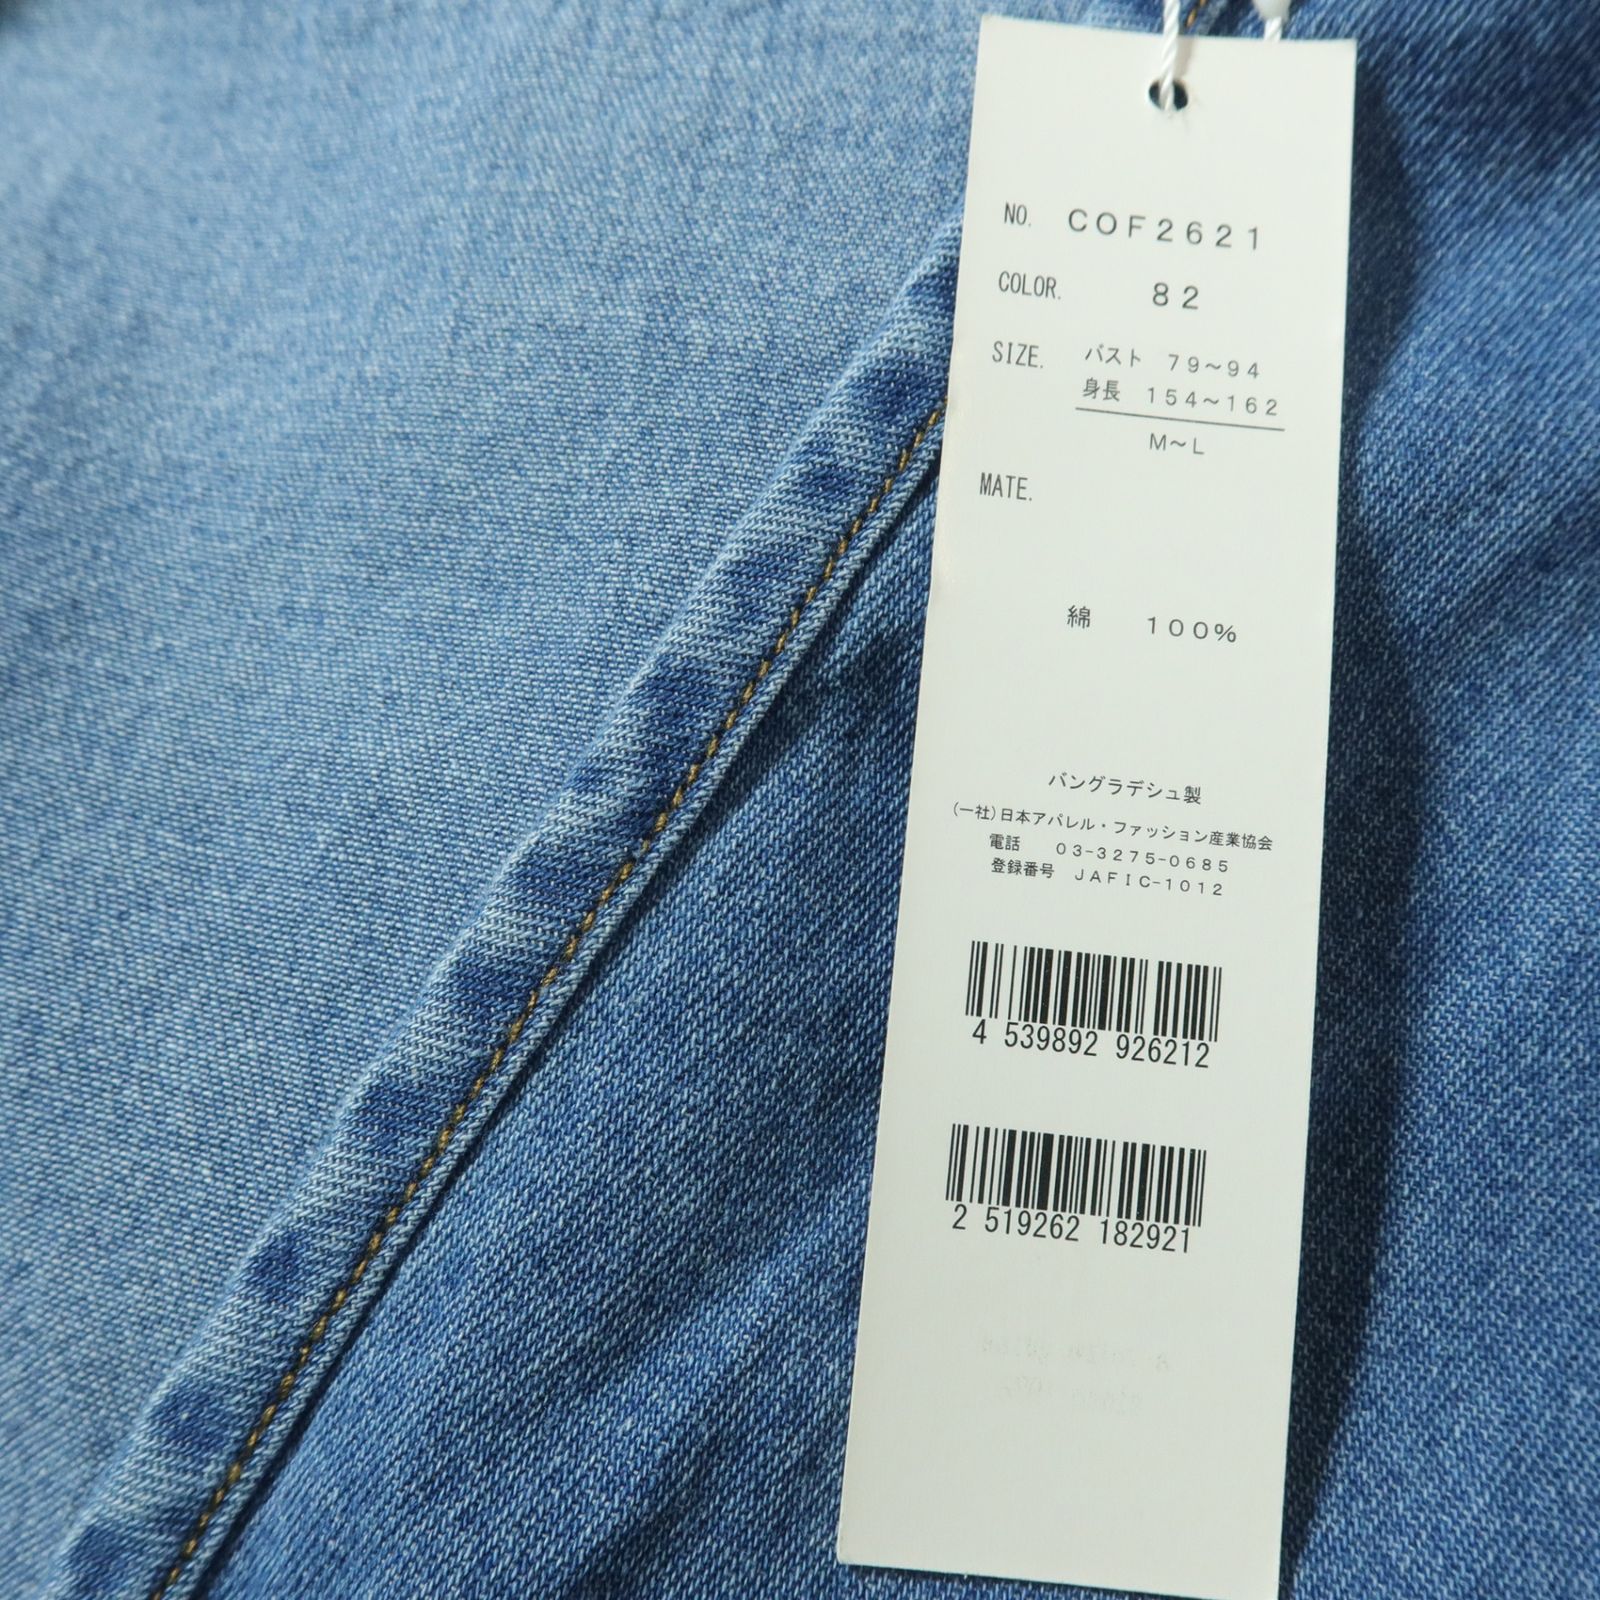 NO. COF2621
COLOR. 82
SIZE. バスト 79～94
身長 154～162
M～L
MATE.
綿 100%
バングラデシュ製
(一社)日本アパレル・ファッション産業協会
電話 03-3275-0685
登録番号 JAFIC-1012
4 539892 926212
2 519262 182921